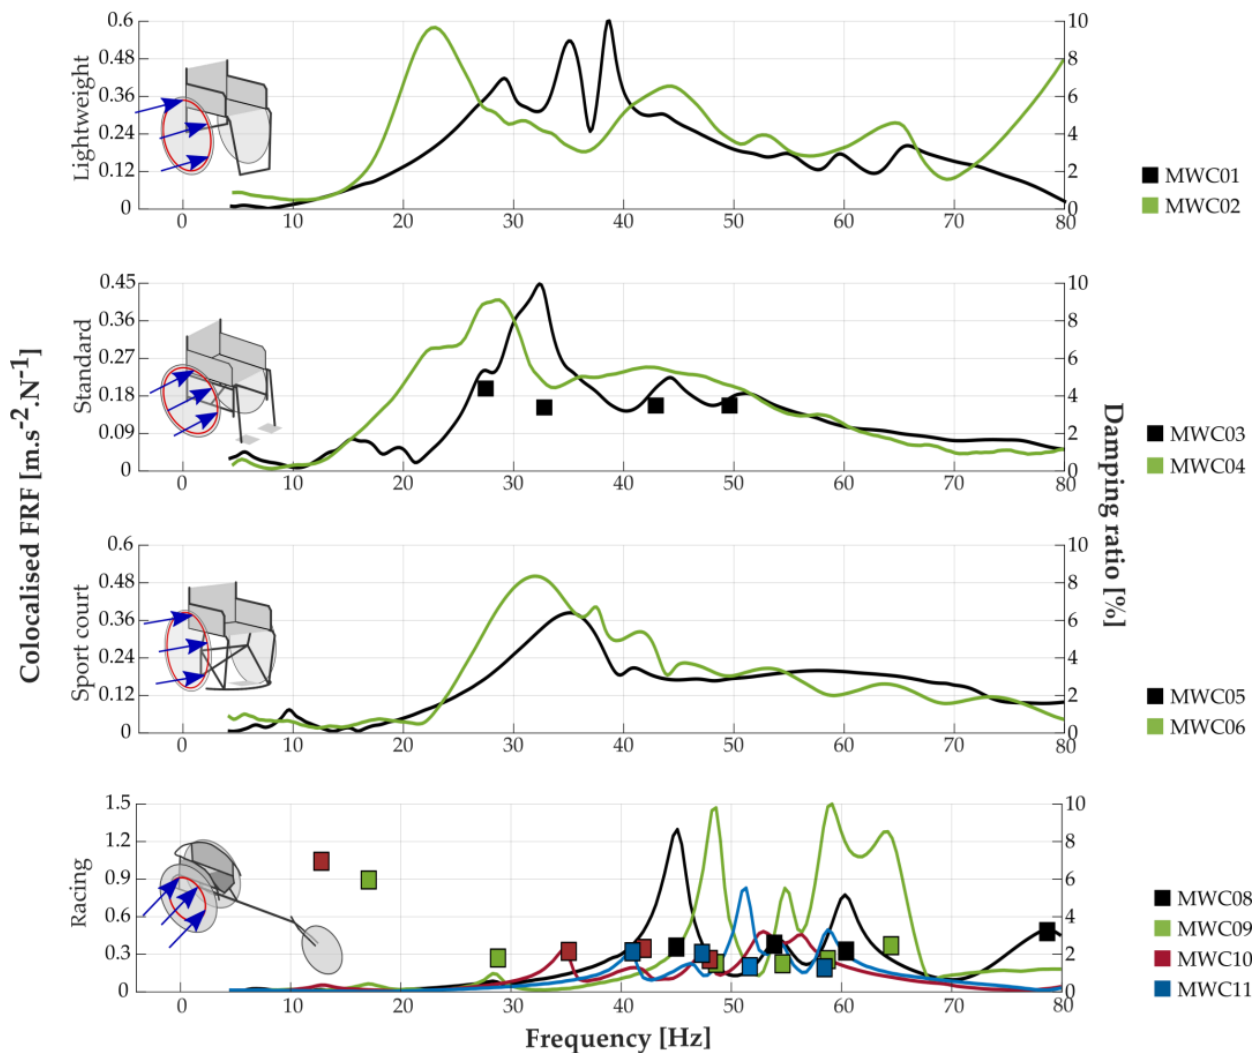 Colocalised FRF [m.s-2.N-1]
Damping ratio [%]
Lightweight
0.6
0.48
0.36
0.24
0.12
0
10
8
6
4
2
0
0 10 20 30 40 50 60 70 80
MWC01
MWC02
Standard
0.45
0.36
0.27
0.18
0.09
0
10
8
6
4
2
0
0 10 20 30 40 50 60 70 80
MWC03
MWC04
Sport court
0.6
0.48
0.36
0.24
0.12
0
10
8
6
4
2
0
0 10 20 30 40 50 60 70 80
MWC05
MWC06
Racing
1.5
1.2
0.9
0.6
0.3
0
10
8
6
4
2
0
0 10 20 30 40 50 60 70 80
MWC08
MWC09
MWC10
MWC11
Frequency [Hz]